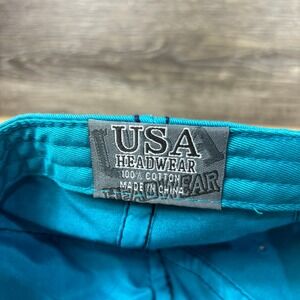 USA
HEADWEAR
100% COTTON
MADE IN CHINA